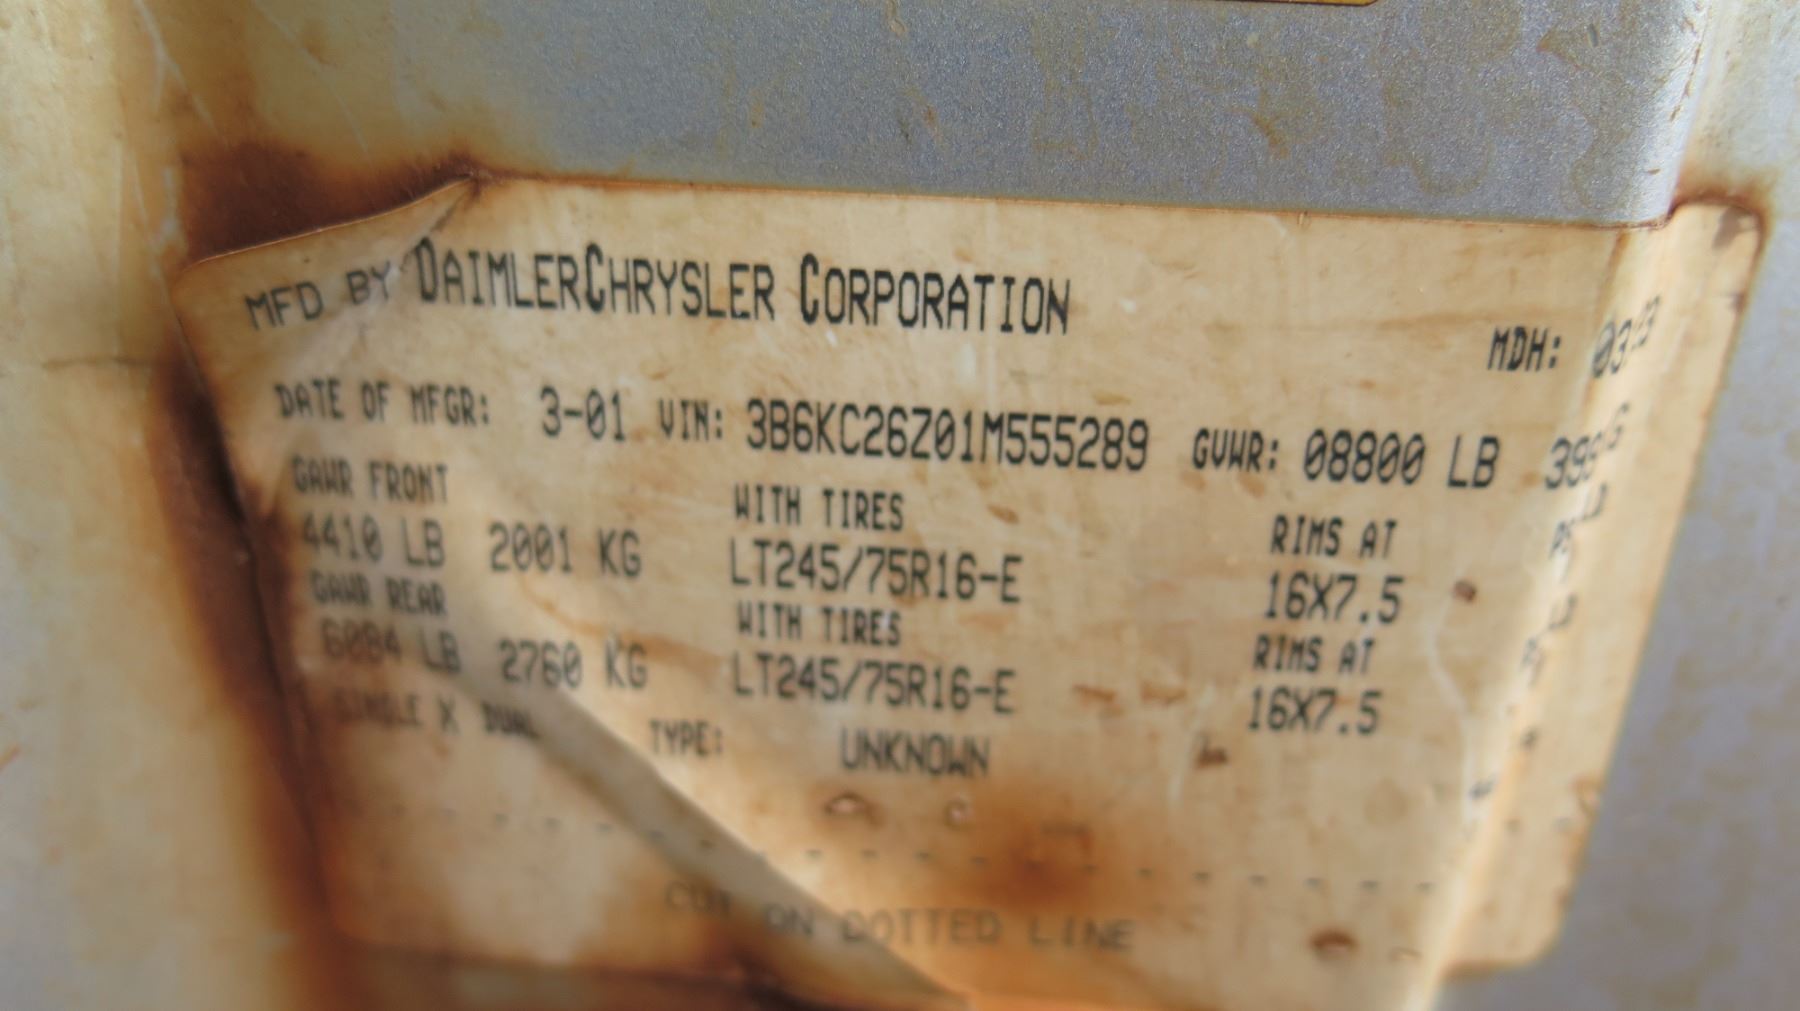 MFD BY DAIMLERCHRYSLER CORPORATION
MDH:
DATE OF MFGR: 3-01 VIN: 3B6KC26Z01M555289 GVWR: 08800 LB
GAWR FRONT WITH TIRES RIMS AT
4410 LB 2001 KG LT245/75R16-E 16X7.5
GAWR REAR WITH TIRES RIMS AT
6084 LB 2760 KG LT245/75R16-E 16X7.5
SINGLE X DUAL TYPE: UNKNOWN
CUT ON DOTTED LINE